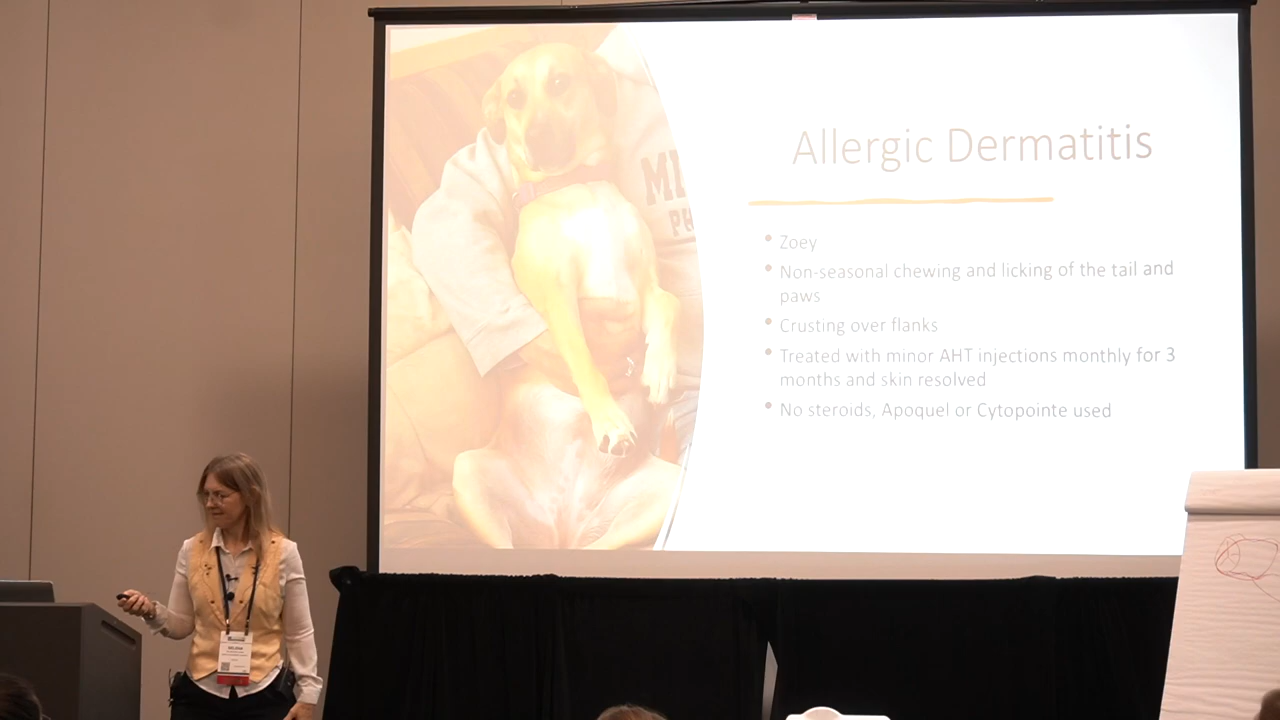 Allergic Dermatitis
• Zoey
• Non-seasonal chewing and licking of the tail and
paws
• Crusting over flanks
• Treated with minor AHT injections monthly for 3
months and skin resolved
• No steroids, Apoquel or Cytopointe used